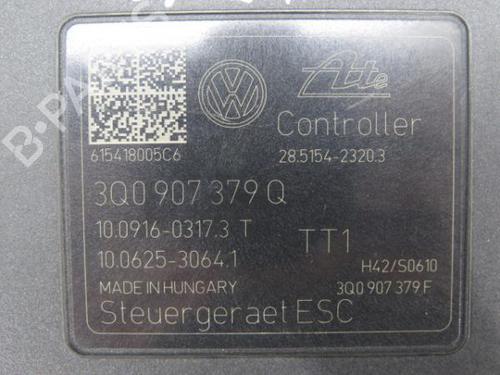 Ate
Controller
615418005C6
28.5154-2320.3
3Q0 907 379 Q
10.0916-0317.3 T
TT1
10.0625-3064.1
H42/S0610
MADE IN HUNGARY
3Q0 907 379 F
Steuergeraet ESC
B-PARTS